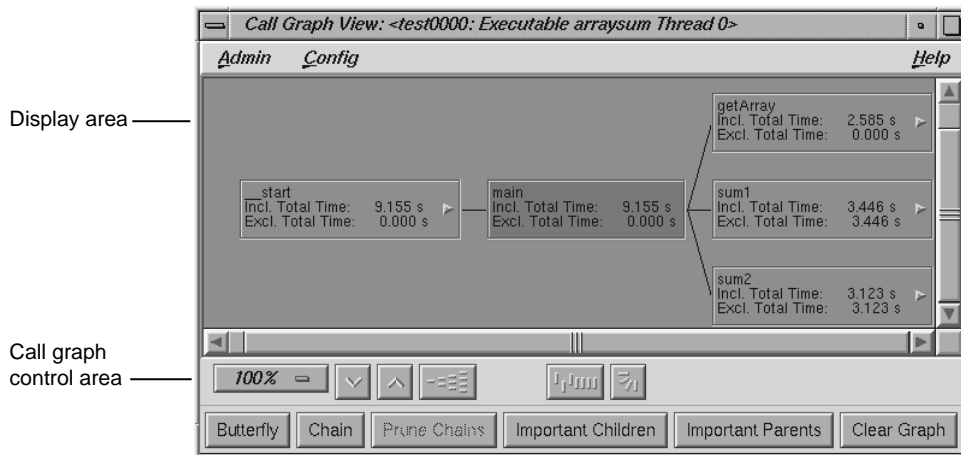 Call Graph View: <test0000: Executable arraysum Thread 0>
Admin Config Help
Display area
getArray
Incl. Total Time: 2.585 s
Excl. Total Time: 0.000 s
__start
Incl. Total Time: 9.155 s
Excl. Total Time: 0.000 s
main
Incl. Total Time: 9.155 s
Excl. Total Time: 0.000 s
sum1
Incl. Total Time: 3.446 s
Excl. Total Time: 3.446 s
sum2
Incl. Total Time: 3.123 s
Excl. Total Time: 3.123 s
Call graph
control area
100%
Butterfly Chain Prune Chains Important Children Important Parents Clear Graph